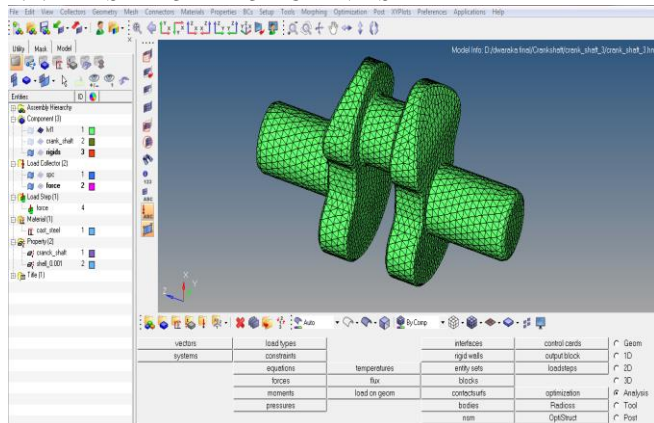 File Edit View Collectors Geometry Mesh Connectors Materials Properties BCs Setup Tools Morphing Optimization Post XYPlots Preferences Applications Help
Utility Mask Model
Model Info: D:/dwaraka final/Crankshaft/crank_shaft_3/crank_shaft_3.hm
Entities ID
Assembly Hierarchy
Component (3)
lvl1 1
crank_shaft 2
rigids 3
Load Collector (2)
spc 1
force 2
Load Step (1)
force 4
Material (1)
cast_steel 1
Property (2)
cranck_shaft 1
shell_0.001 2
Title (1)
123
ABC
ABC
X
Y
Z
Auto By Comp
vectors load types interfaces control cards Geom
systems constraints rigid walls output block 1D
equations temperatures entity sets loadsteps 2D
forces flux blocks 3D
moments load on geom contactsurfs optimization Analysis
pressures bodies Radioss Tool
nsm OptiStruct Post